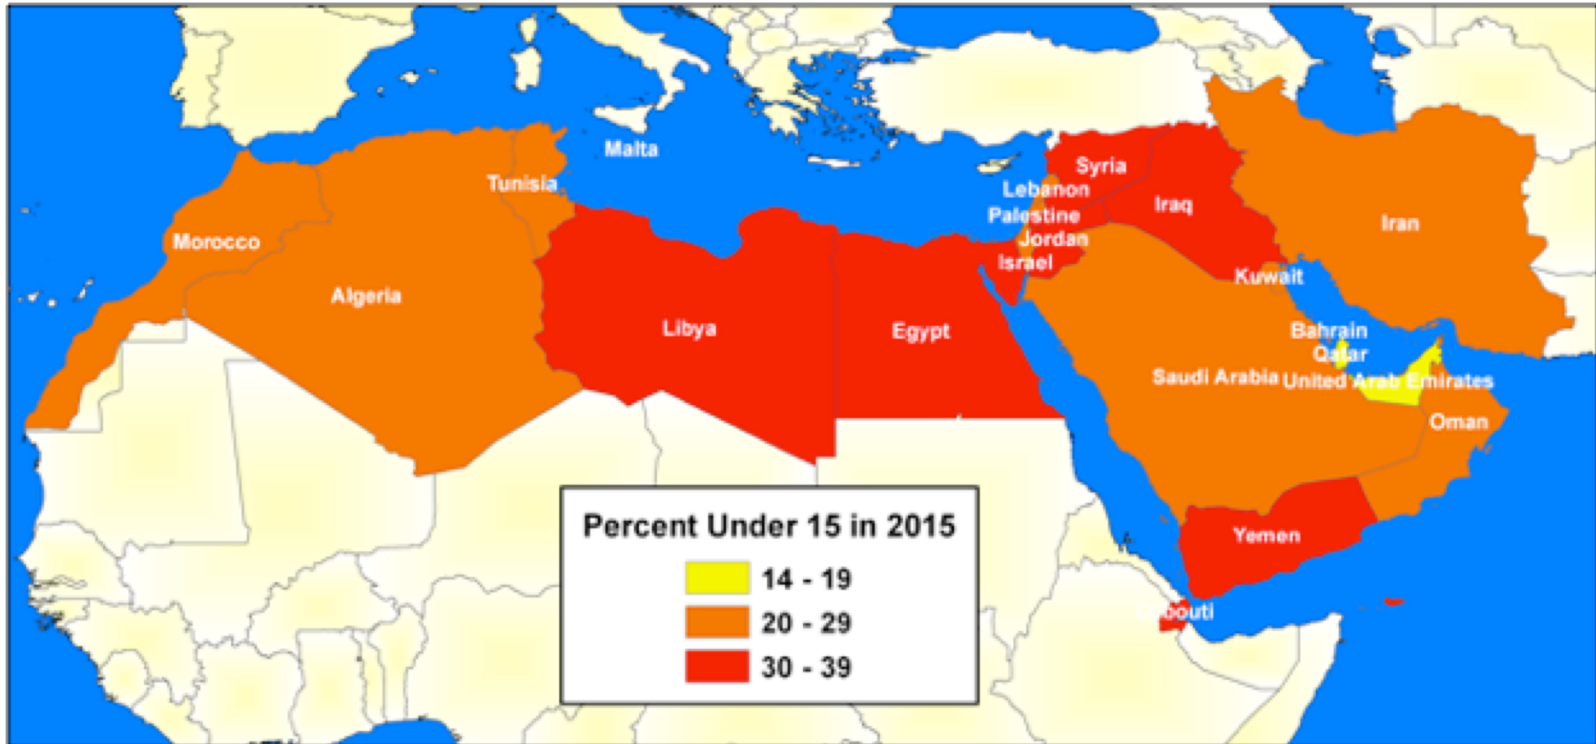 Malta
Syria
Tunisia
Lebanon
Iraq
Palestine
Iran
Morocco
Jordan
Israel
Kuwait
Algeria
Libya
Egypt
Bahrain
Qatar
Saudi Arabia
United Arab Emirates
Oman
Percent Under 15 in 2015
14 - 19
20 - 29
30 - 39
Yemen
Djibouti